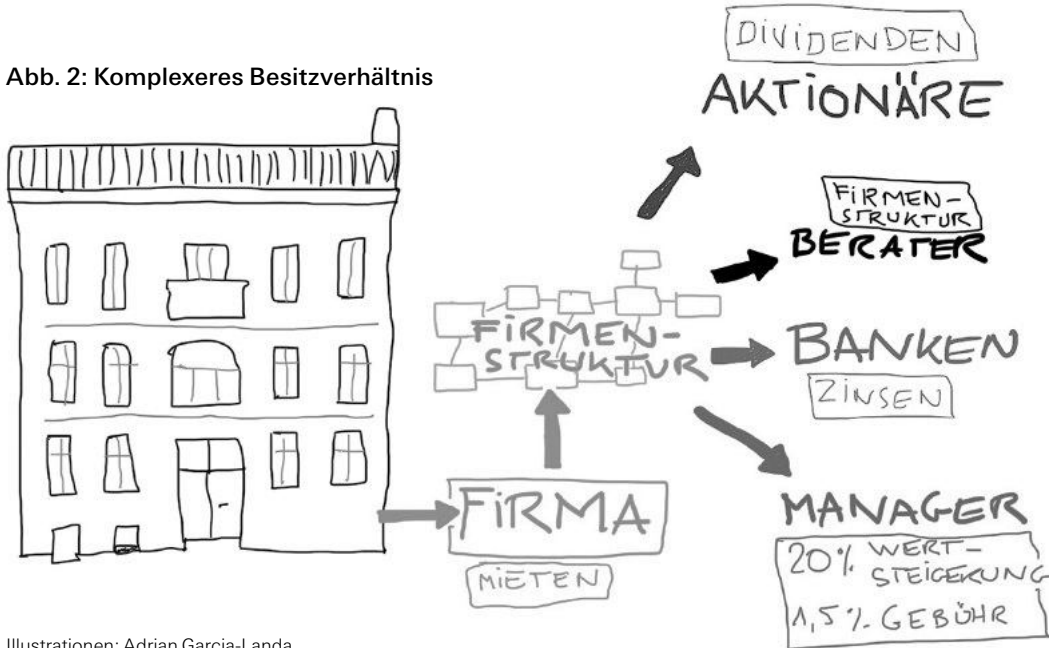 Abb. 2: Komplexeres Besitzverhältnis
DIVIDENDEN
AKTIONÄRE
FIRMEN-
STRUKTUR
BERATER
FIRMEN-
STRUKTUR
BANKEN
ZINSEN
FIRMA
MIETEN
MANAGER
20% WERT-
STEIGERUNG
1,5% GEBÜHR
Illustrationen: Adrian Garcia-Landa